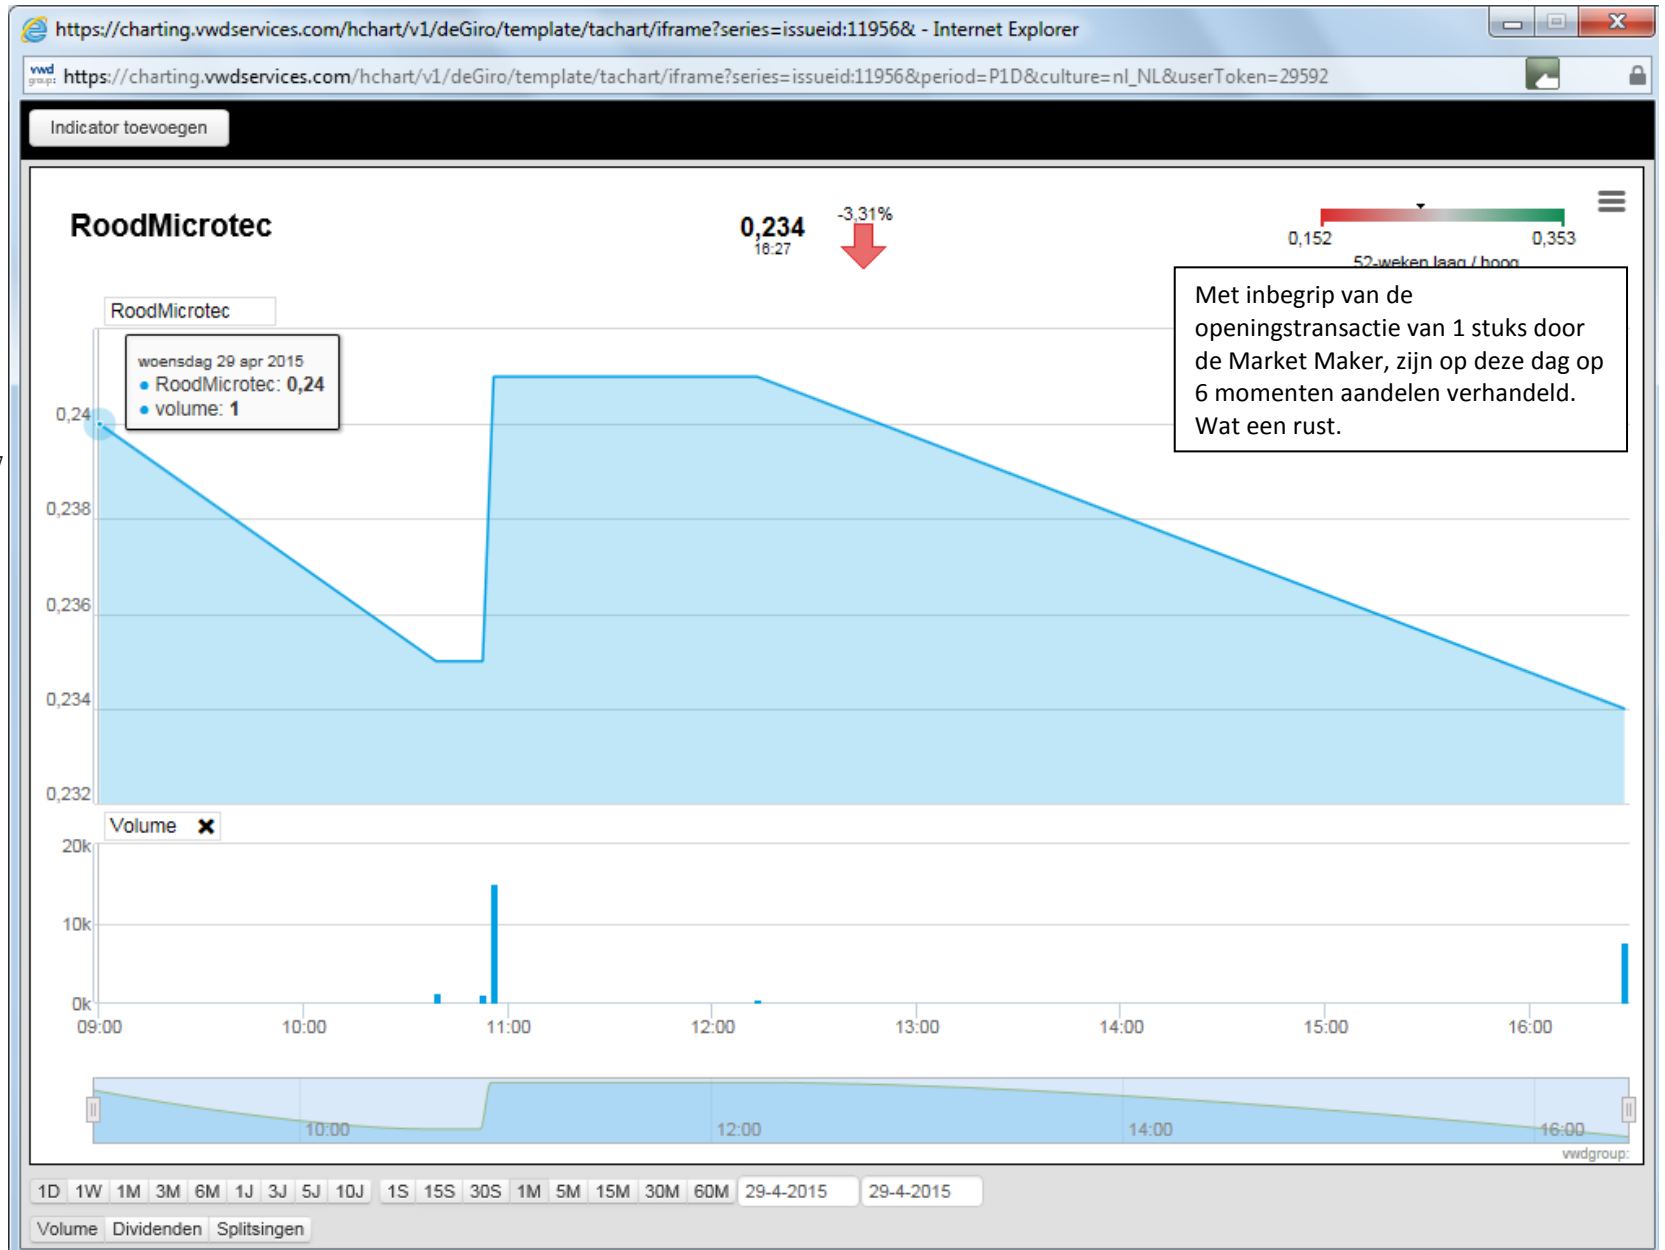 https://charting.vwdservices.com/hchart/v1/deGiro/template/tachart/iframe?series=issueid:11956& - Internet Explorer
vwd group: https://charting.vwdservices.com/hchart/v1/deGiro/template/tachart/iframe?series=issueid:11956&period=P1D&culture=nl_NL&userToken=29592
Indicator toevoegen
RoodMicrotec
0,234
16:27
-3,31%
0,152 0,353
52-weken laag / hoog
Met inbegrip van de
openingstransactie van 1 stuks door
de Market Maker, zijn op deze dag op
6 momenten aandelen verhandeld.
Wat een rust.
RoodMicrotec
woensdag 29 apr 2015
● RoodMicrotec: 0,24
● volume: 1
0,24
0,238
0,236
0,234
0,232
Volume
20k
10k
0k
09:00 10:00 11:00 12:00 13:00 14:00 15:00 16:00
10:00 12:00 14:00 16:00
vwdgroup:
1D 1W 1M 3M 6M 1J 3J 5J 10J 1S 15S 30S 1M 5M 15M 30M 60M 29-4-2015 29-4-2015
Volume Dividenden Splitsingen